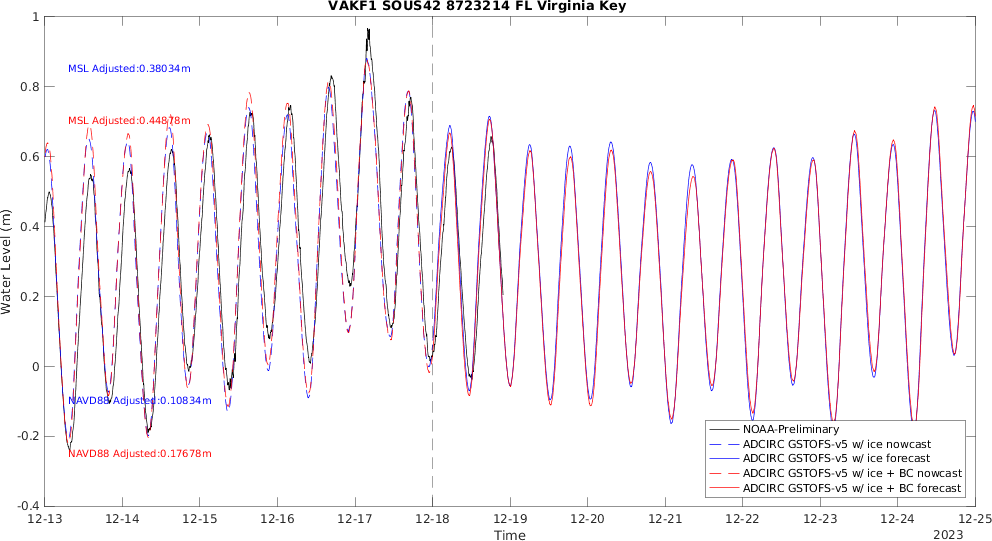 VAKF1 SOUS42 8723214 FL Virginia Key
1
0.8
0.6
0.4
0.2
0
-0.2
-0.4
Water Level (m)
MSL Adjusted:0.38034m
MSL Adjusted:0.44878m
NAVD88 Adjusted:0.10834m
NAVD88 Adjusted:0.17678m
NOAA-Preliminary
ADCIRC GSTOFS-v5 w/ ice nowcast
ADCIRC GSTOFS-v5 w/ ice forecast
ADCIRC GSTOFS-v5 w/ ice + BC nowcast
ADCIRC GSTOFS-v5 w/ ice + BC forecast
12-13 12-14 12-15 12-16 12-17 12-18 12-19 12-20 12-21 12-22 12-23 12-24 12-25
Time
2023